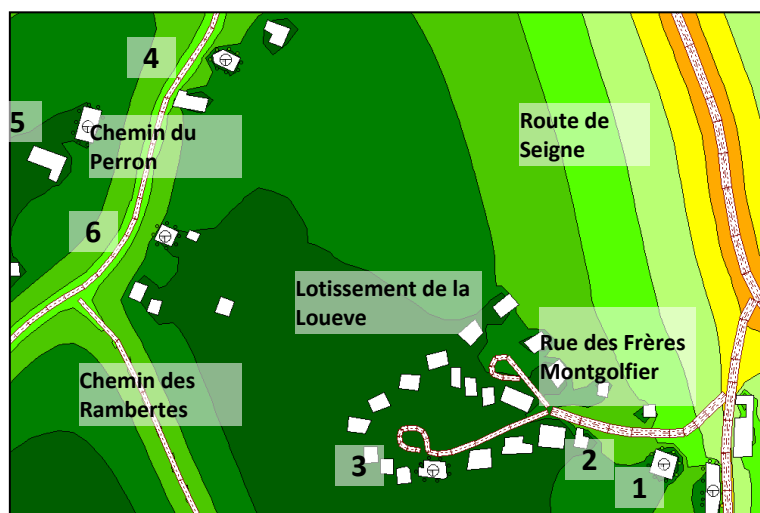 4
5
Chemin du
Perron
Route de
Seigne
6
Lotissement de la
Loueve
Rue des Frères
Montgolfier
Chemin des
Rambertes
3
2
1